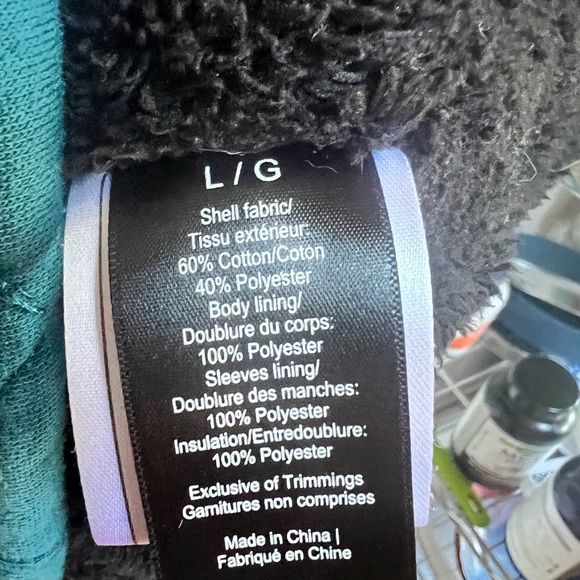 L / G
Shell fabric/
Tissu extérieur:
60% Cotton/Coton
40% Polyester
Body lining/
Doublure du corps:
100% Polyester
Sleeves lining/
Doublure des manches:
100% Polyester
Insulation/Entredoublure:
100% Polyester
Exclusive of Trimmings
Garnitures non comprises
Made in China |
Fabriqué en Chine